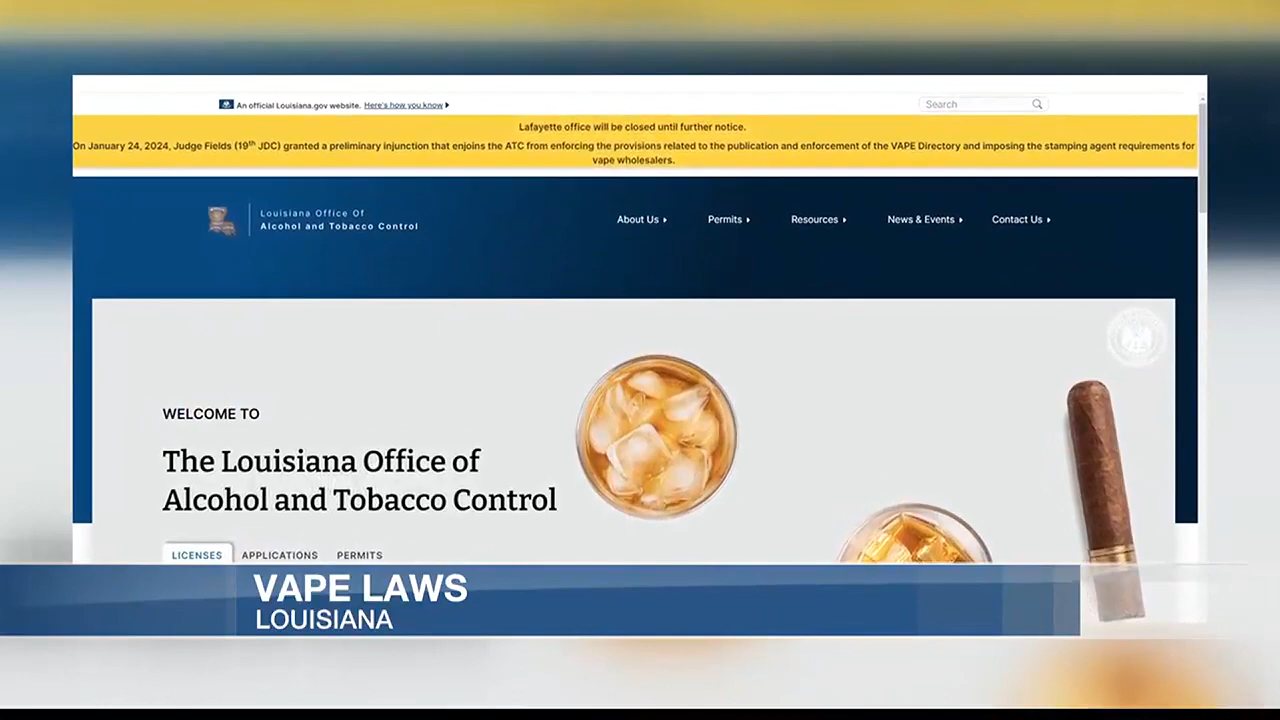 An official Louisiana.gov website. Here's how you know
Search
Lafayette office will be closed until further notice.
On January 24, 2024, Judge Fields (19th JDC) granted a preliminary injunction that enjoins the ATC from enforcing the provisions related to the publication and enforcement of the VAPE Directory and imposing the stamping agent requirements for
vape wholesalers.
Louisiana Office Of
Alcohol and Tobacco Control
About Us
Permits
Resources
News & Events
Contact Us
WELCOME TO
The Louisiana Office of
Alcohol and Tobacco Control
LICENSES APPLICATIONS PERMITS
VAPE LAWS
LOUISIANA